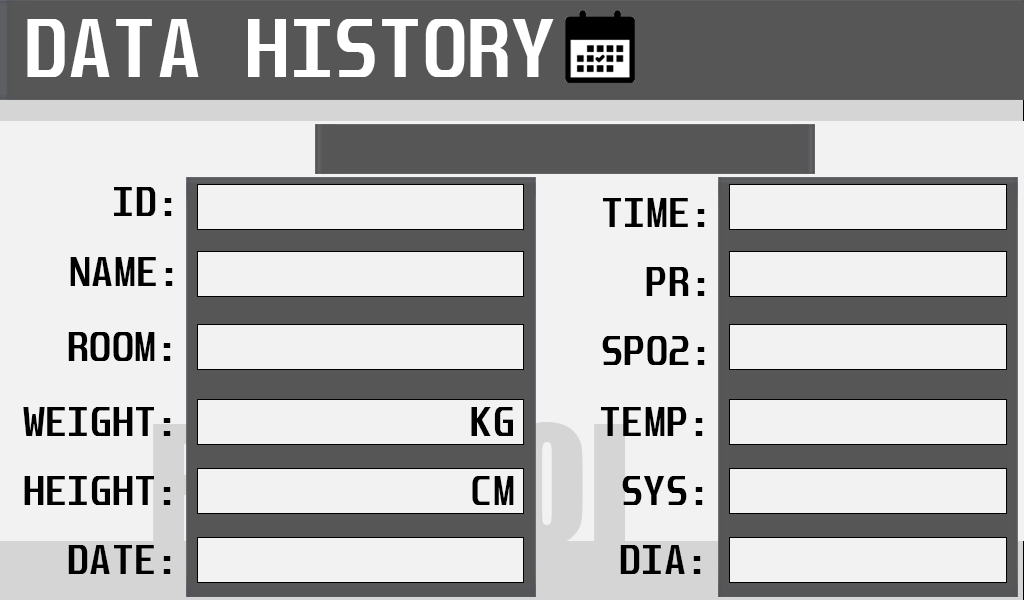 DATA HISTORY
ID:
NAME:
ROOM:
WEIGHT: KG
HEIGHT: CM
DATE:
TIME:
PR:
SPO2:
TEMP:
SYS:
DIA: